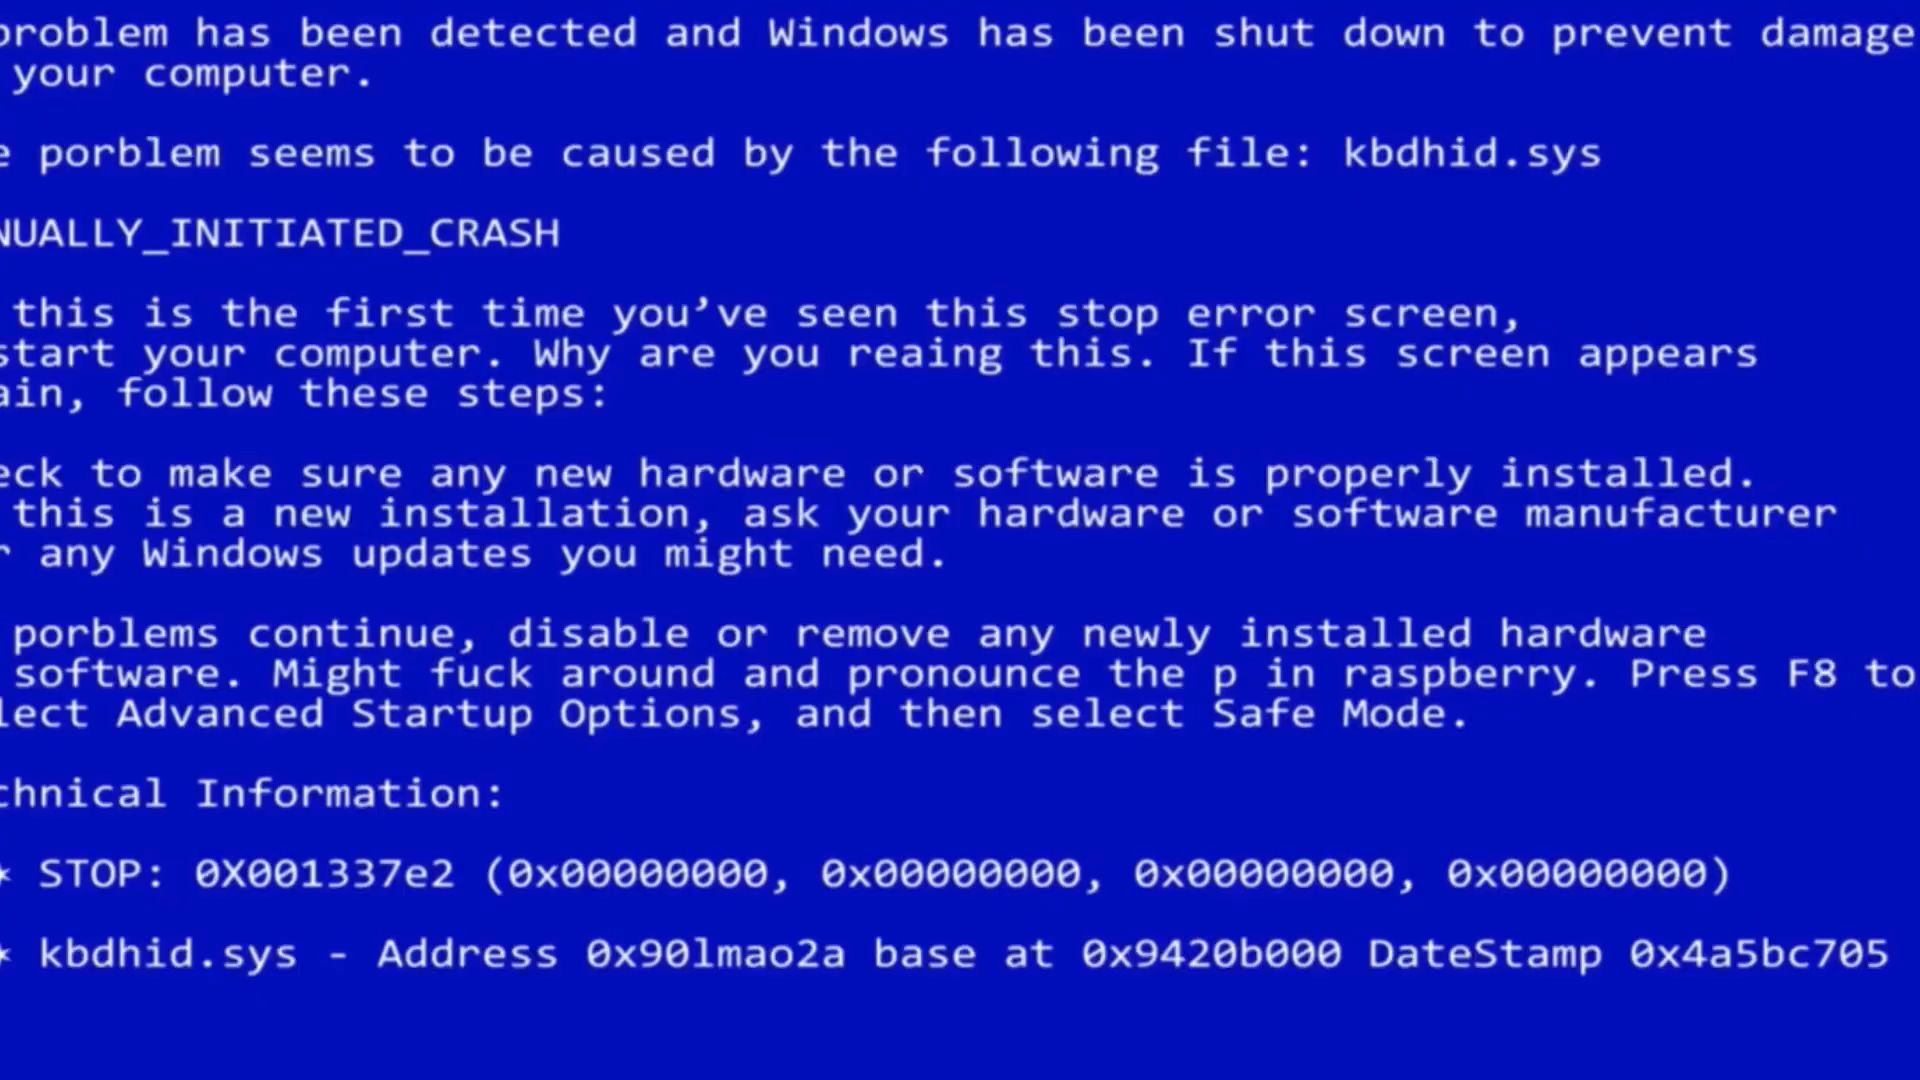 problem has been detected and Windows has been shut down to prevent damage
your computer.
e porblem seems to be caused by the following file: kbdhid.sys
NUALLY_INITIATED_CRASH
this is the first time you’ve seen this stop error screen,
start your computer. Why are you reaing this. If this screen appears
ain, follow these steps:
eck to make sure any new hardware or software is properly installed.
this is a new installation, ask your hardware or software manufacturer
r any Windows updates you might need.
porblems continue, disable or remove any newly installed hardware
software. Might fuck around and pronounce the p in raspberry. Press F8 to
lect Advanced Startup Options, and then select Safe Mode.
chnical Information:
* STOP: 0X001337e2 (0x00000000, 0x00000000, 0x00000000, 0x00000000)
* kbdhid.sys - Address 0x90lmao2a base at 0x9420b000 DateStamp 0x4a5bc705